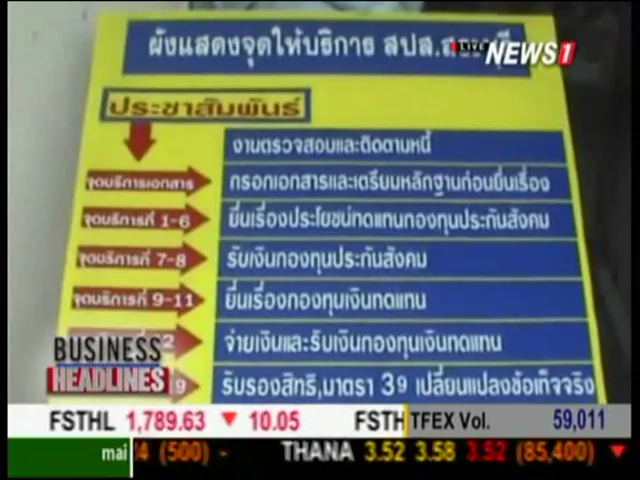 ผังแสดงจุดให้บริการ สปส.
LIVE NEWS1
ประชาสัมพันธ์
งานตรวจสอบและติดตามหนี้
จุดบริการเอกสาร กรอกเอกสารและเตรียมหลักฐานก่อนยื่นเรื่อง
จุดบริการที่ 1-6 ยื่นเรื่องประโยชน์ทดแทนกองทุนประกันสังคม
จุดบริการที่ 7-8 รับเงินกองทุนประกันสังคม
จุดบริการที่ 9-11 ยื่นเรื่องกองทุนเงินทดแทน
จ่ายเงินและรับเงินกองทุนเงินทดแทน
รับรองสิทธิ,มาตรา 39 เปลี่ยนแปลงข้อเท็จจริง
BUSINESS
HEADLINES
FSTHL 1,789.63 ▼ 10.05 FSTH TFEX Vol. 59,011
mai (500) - THANA 3.52 3.58 3.52 (85,400) ▼